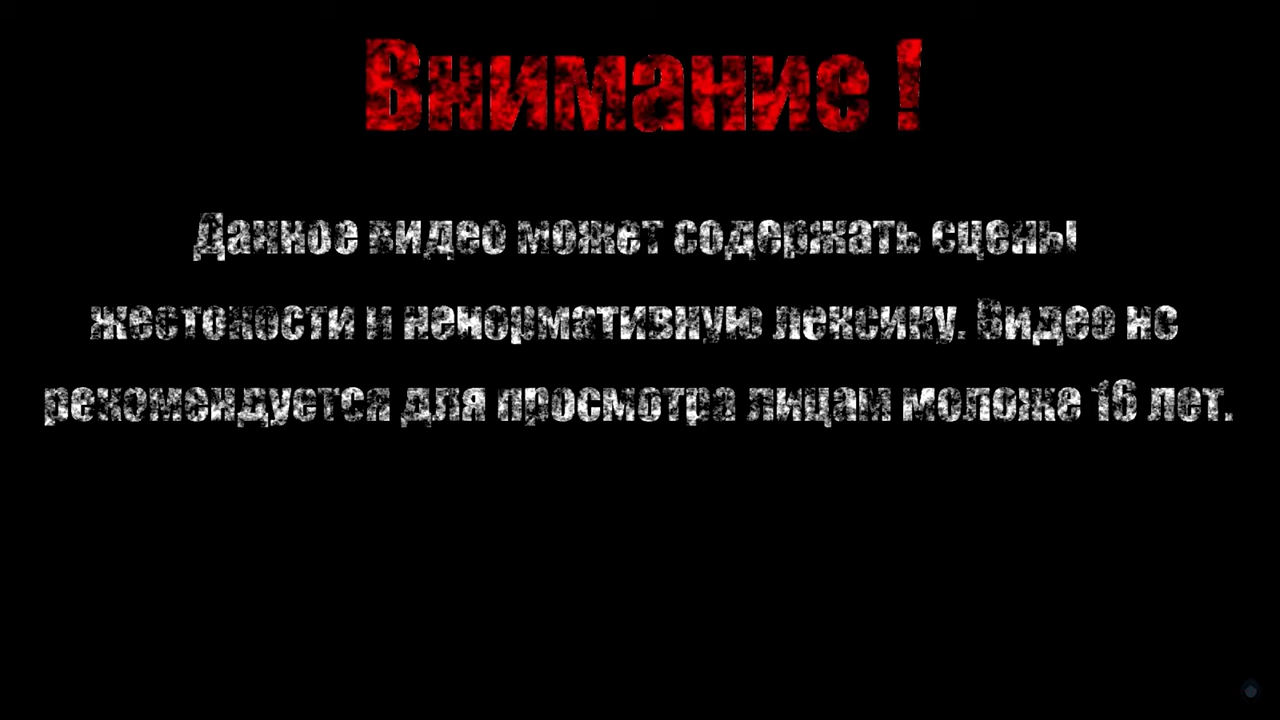 Внимание !
Данное видео может содержать сцены
жестокости и ненормативную лексику. Видео не
рекомендуется для просмотра лицам моложе 16 лет.